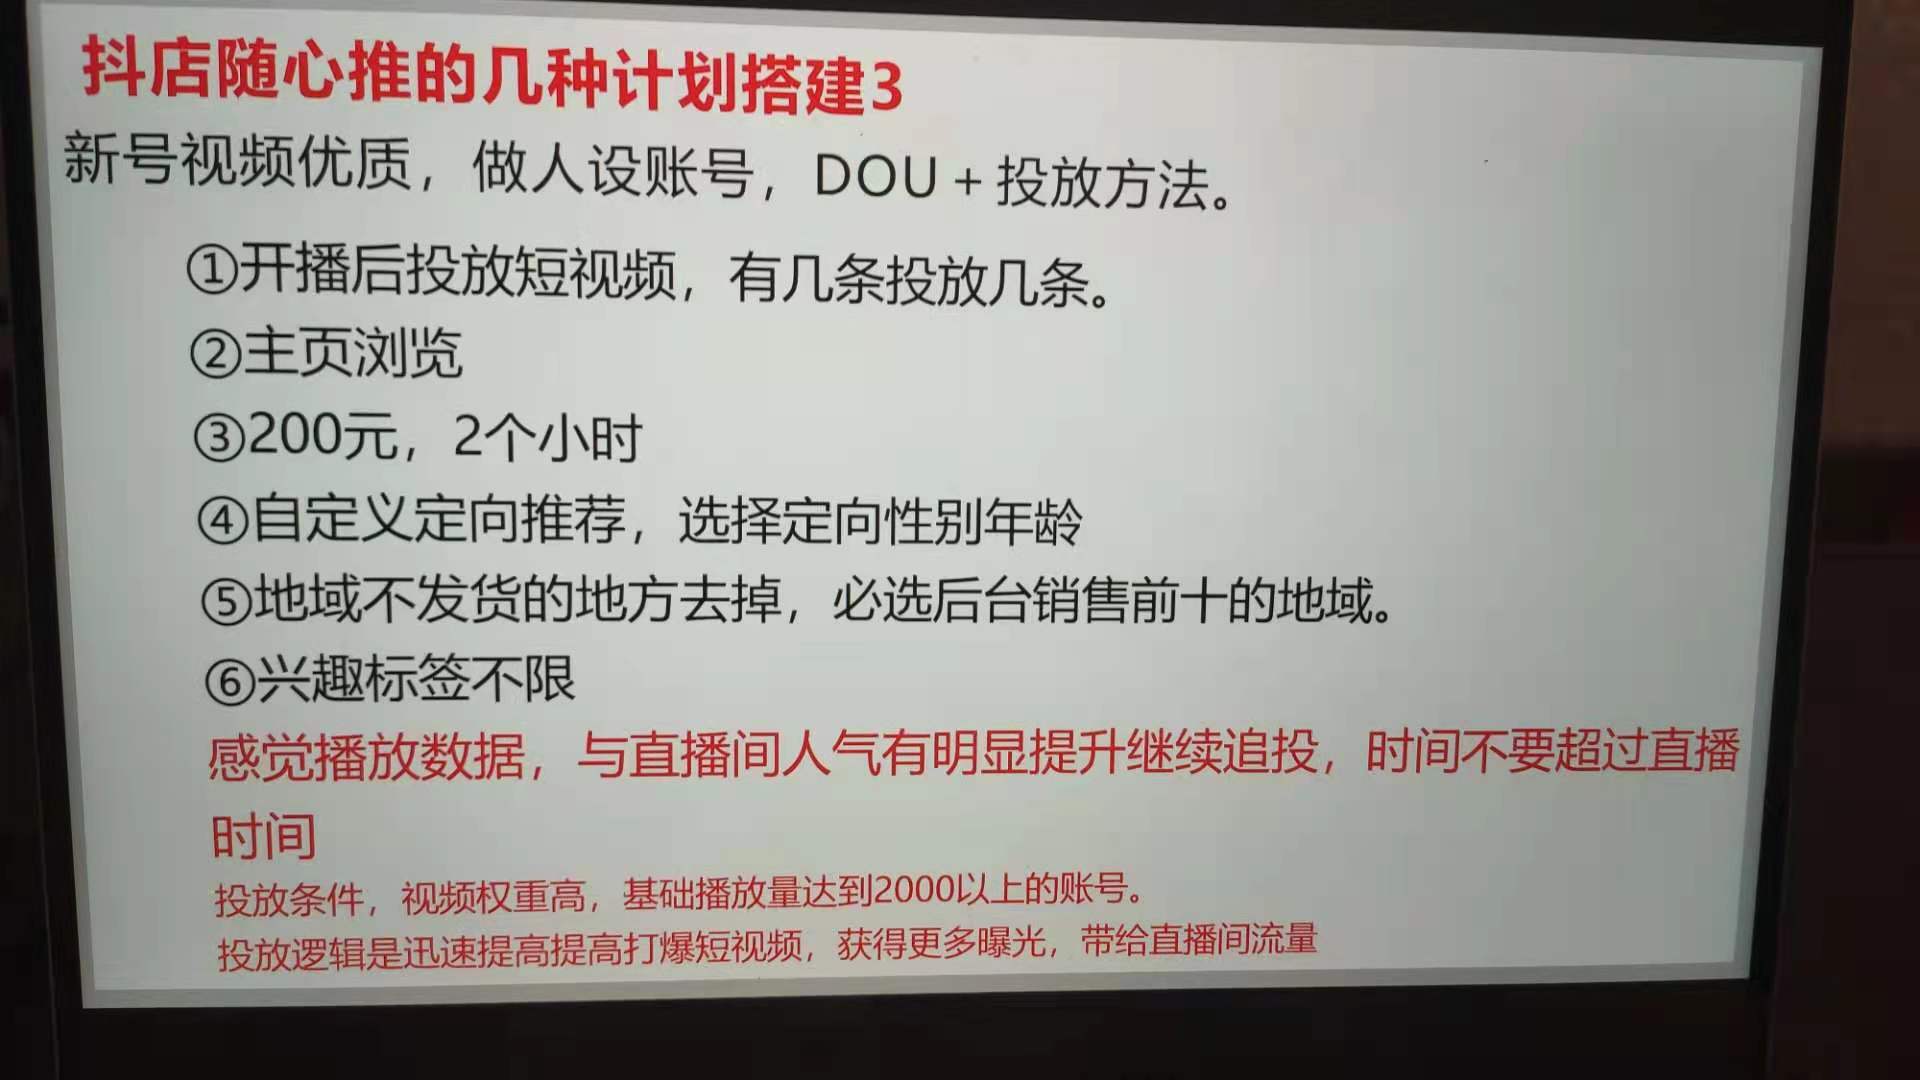 抖店随心推的几种计划搭建3
新号视频优质，做人设账号，DOU＋投放方法。
①开播后投放短视频，有几条投放几条。
②主页浏览
③200元，2个小时
④自定义定向推荐，选择定向性别年龄
⑤地域不发货的地方去掉，必选后台销售前十的地域。
⑥兴趣标签不限
感觉播放数据，与直播间人气有明显提升继续追投，时间不要超过直播
时间
投放条件，视频权重高，基础播放量达到2000以上的账号。
投放逻辑是迅速提高提高打爆短视频，获得更多曝光，带给直播间流量